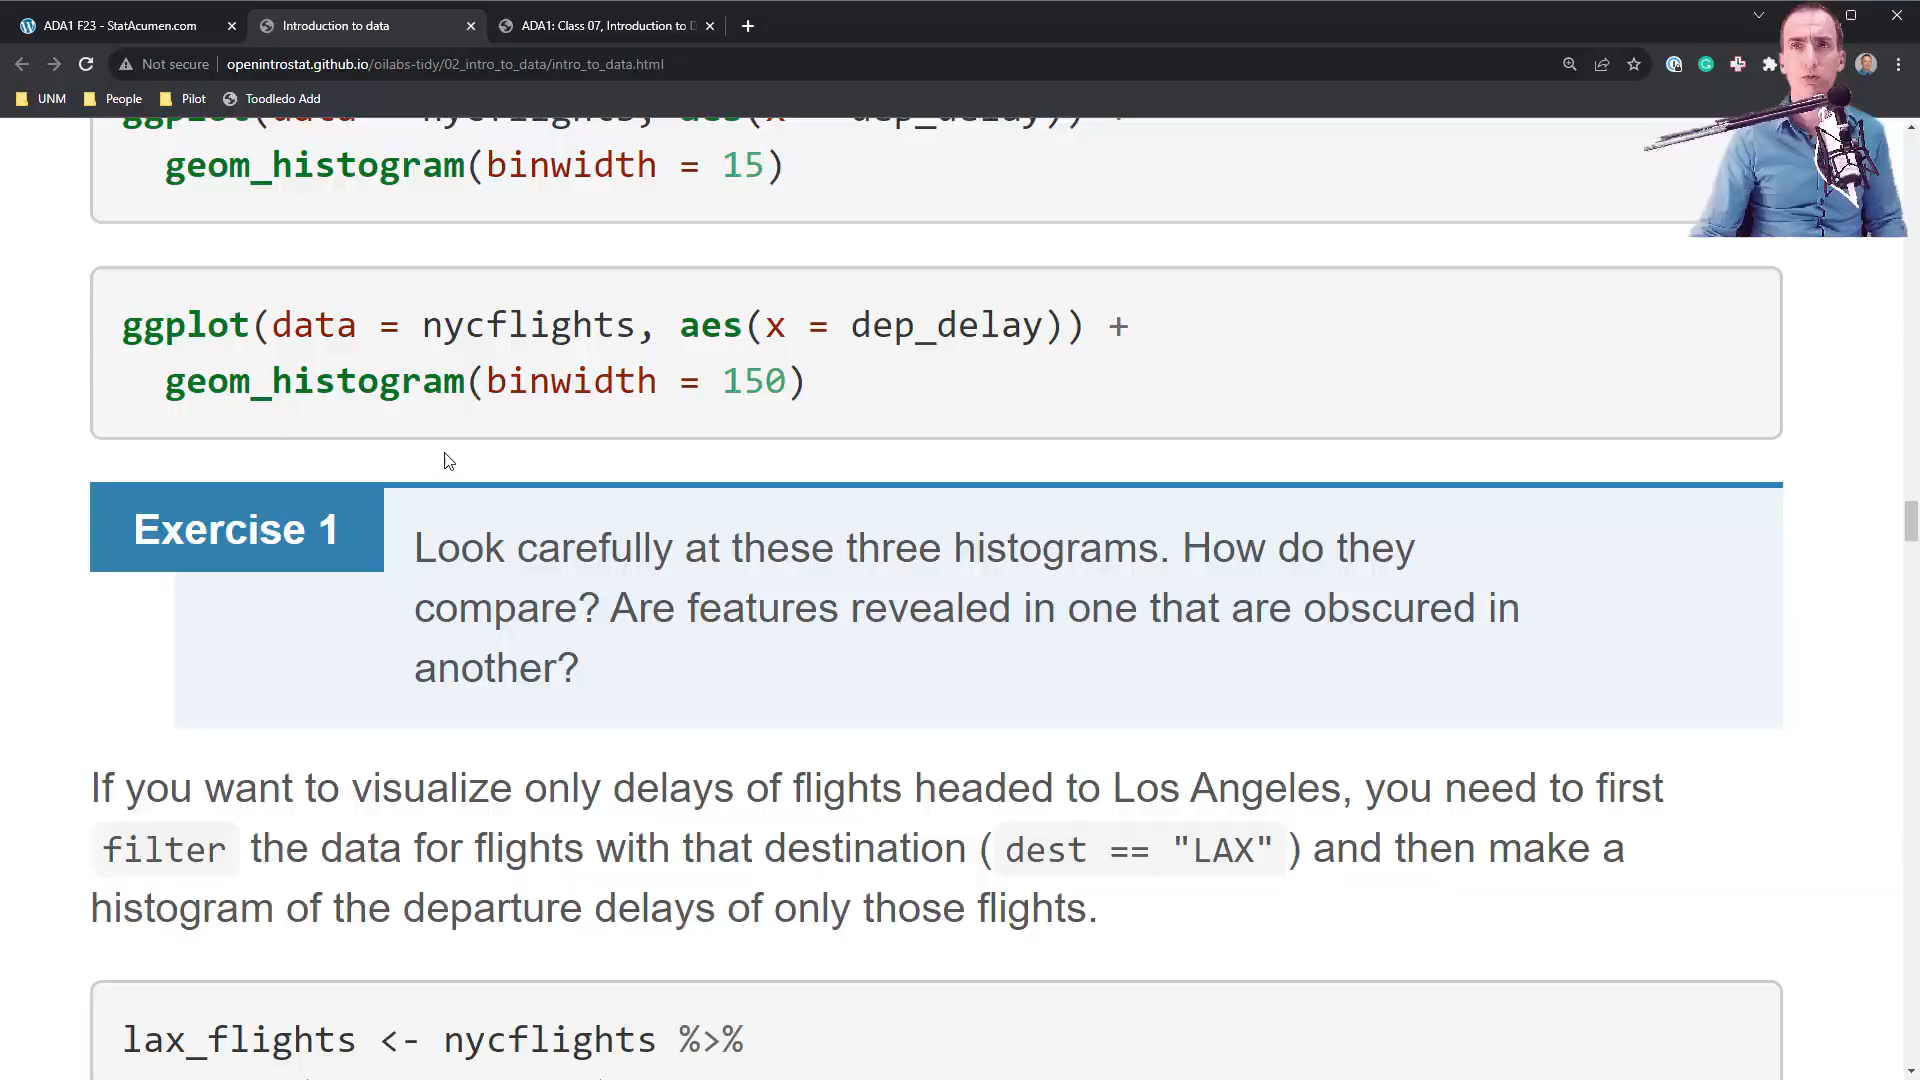 ADA1 F23 - StatAcumen.com
Introduction to data
ADA1: Class 07, Introduction to D
Not secure
openintrostat.github.io/oilabs-tidy/02_intro_to_data/intro_to_data.html
UNM
People
Pilot
Toodledo Add
ggplot(data = nycflights, aes(x = dep_delay)) +
geom_histogram(binwidth = 15)
ggplot(data = nycflights, aes(x = dep_delay)) +
geom_histogram(binwidth = 150)
Exercise 1
Look carefully at these three histograms. How do they
compare? Are features revealed in one that are obscured in
another?
If you want to visualize only delays of flights headed to Los Angeles, you need to first
filter the data for flights with that destination (dest == "LAX") and then make a
histogram of the departure delays of only those flights.
lax_flights <- nycflights %>%